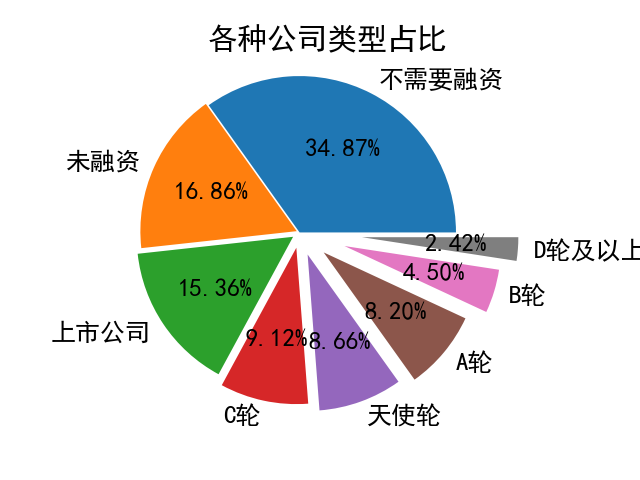 各种公司类型占比
不需要融资
34.87%
未融资
16.86%
上市公司
15.36%
C轮
9.12%
天使轮
8.66%
A轮
8.20%
B轮
4.50%
D轮及以上
2.42%